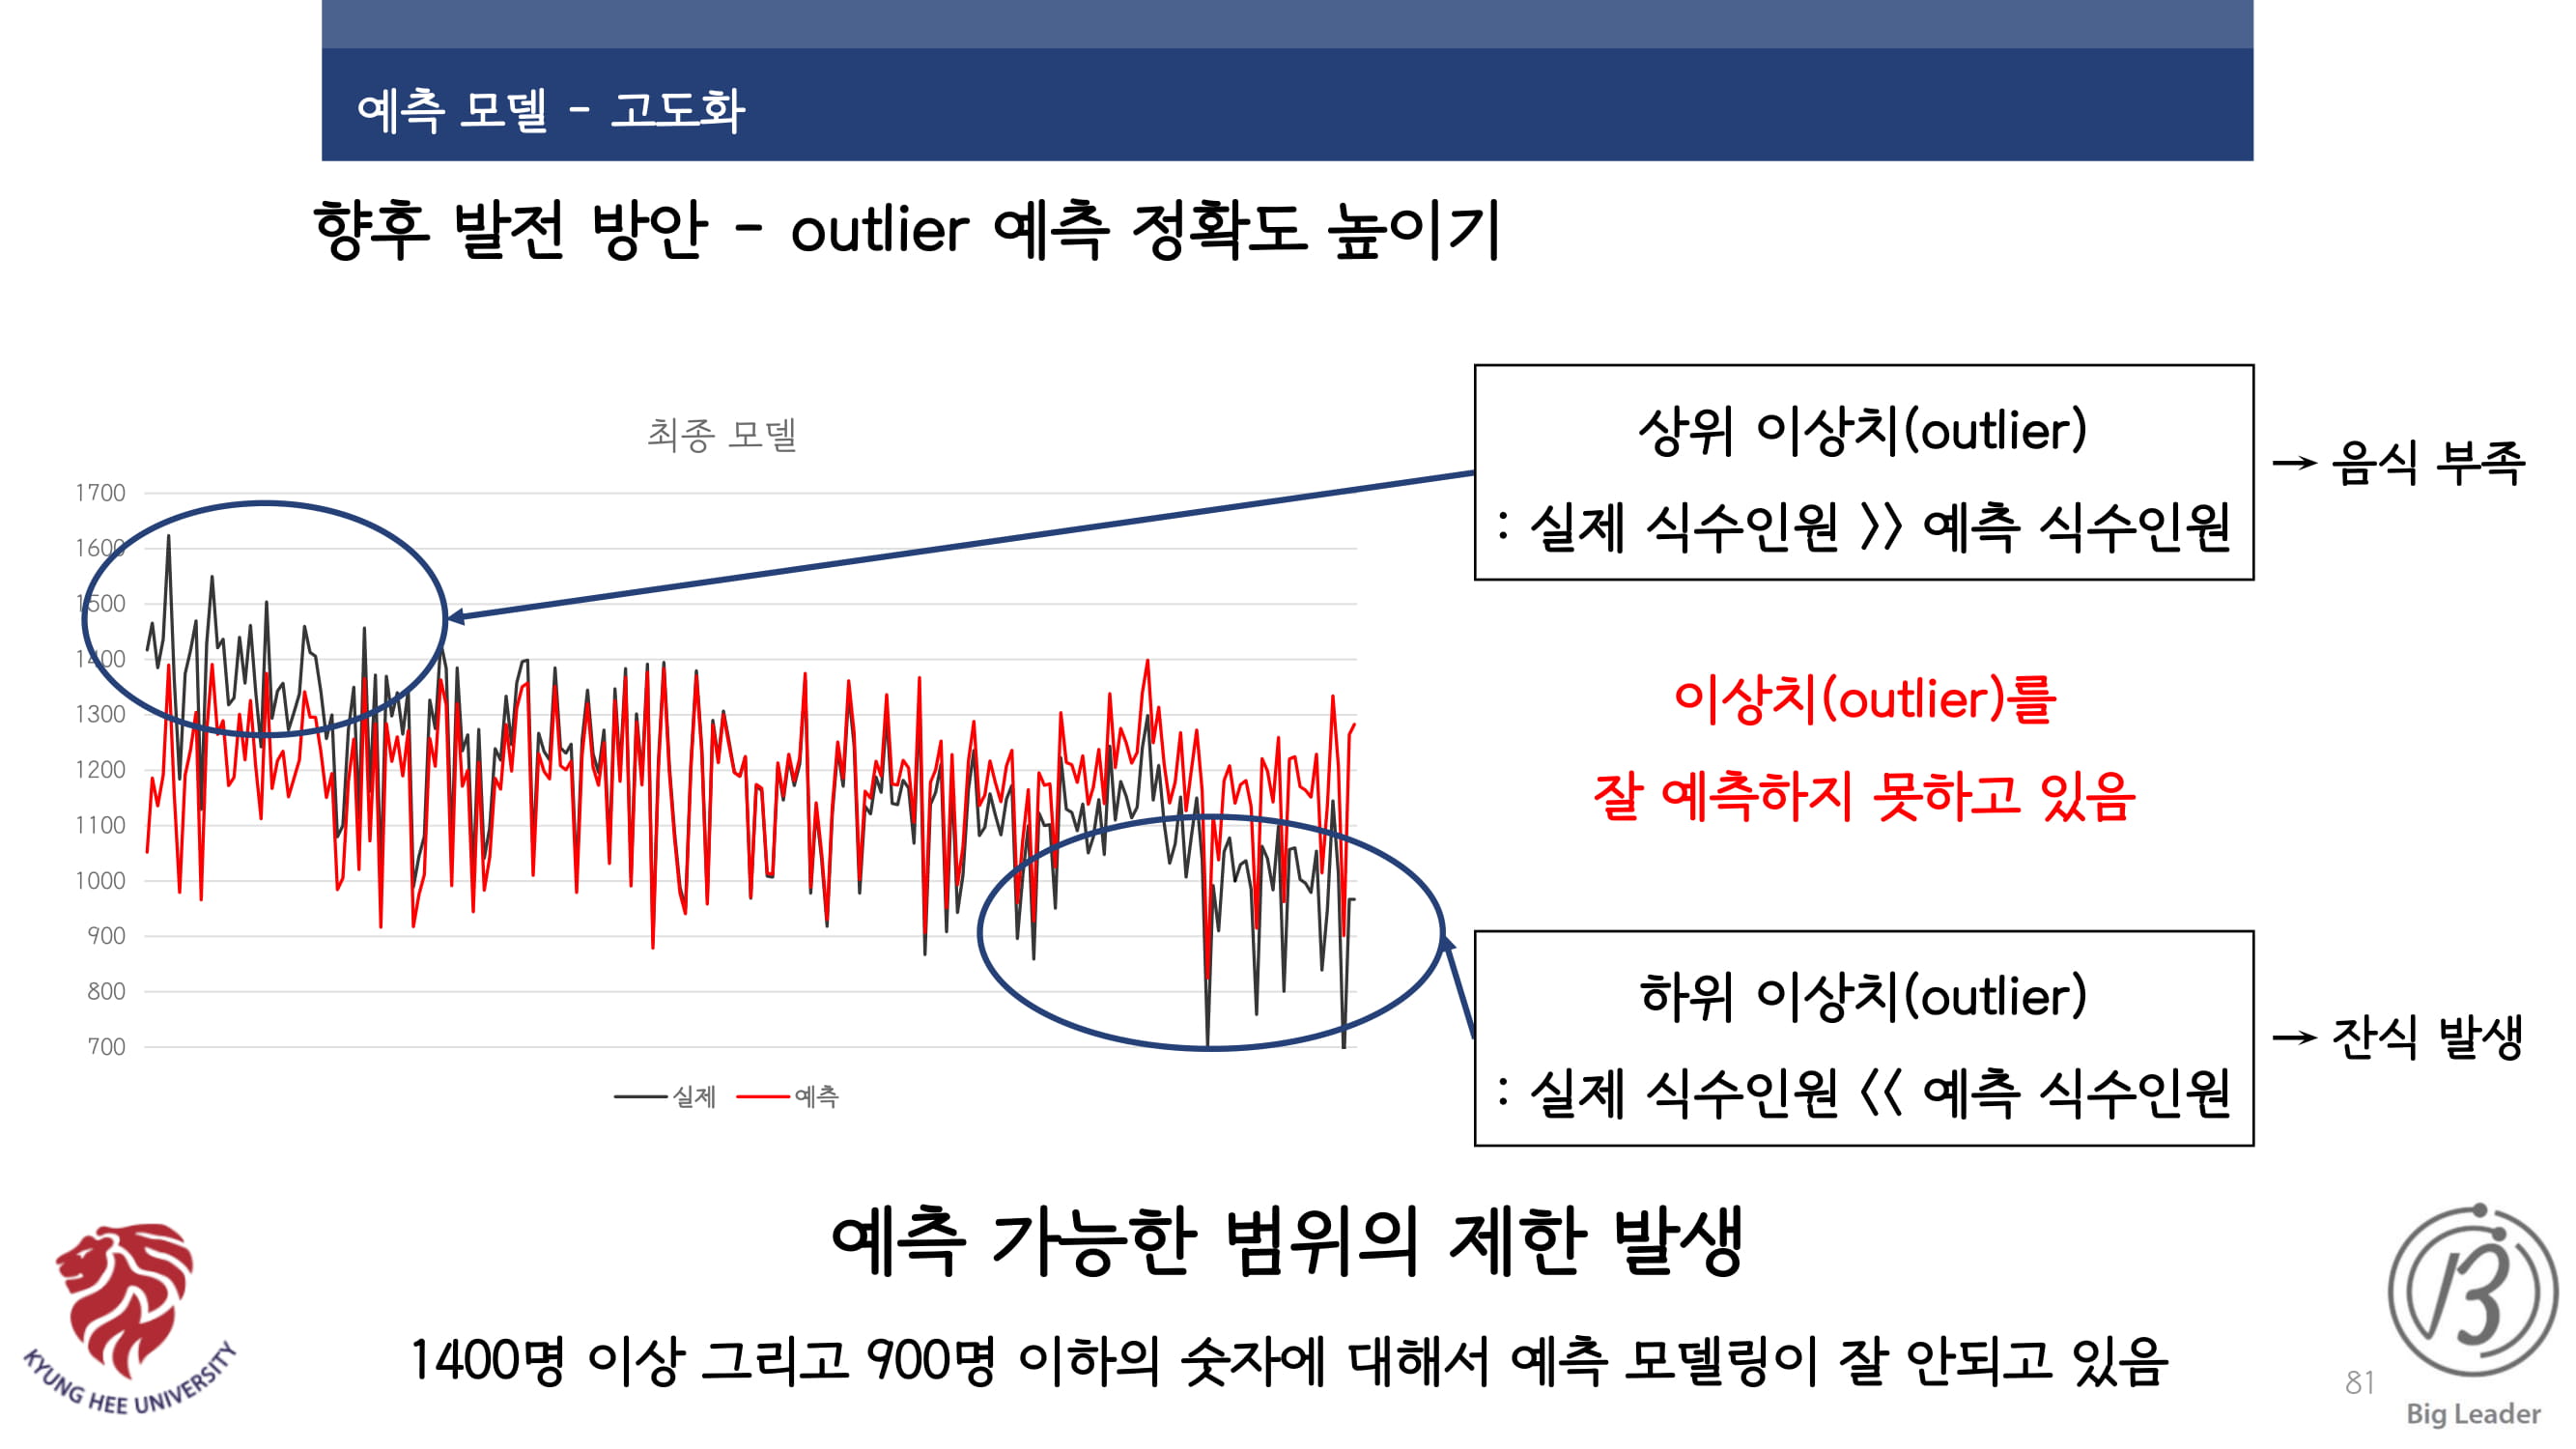 예측 모델 - 고도화
향후 발전 방안 - outlier 예측 정확도 높이기
최종 모델
1700
1600
1500
1400
1300
1200
1100
1000
900
800
700
실제 예측
상위 이상치(outlier)
: 실제 식수인원 >> 예측 식수인원
→ 음식 부족
이상치(outlier)를
잘 예측하지 못하고 있음
하위 이상치(outlier)
: 실제 식수인원 << 예측 식수인원
→ 잔식 발생
예측 가능한 범위의 제한 발생
1400명 이상 그리고 900명 이하의 숫자에 대해서 예측 모델링이 잘 안되고 있음
KYUNG HEE UNIVERSITY
81
Big Leader